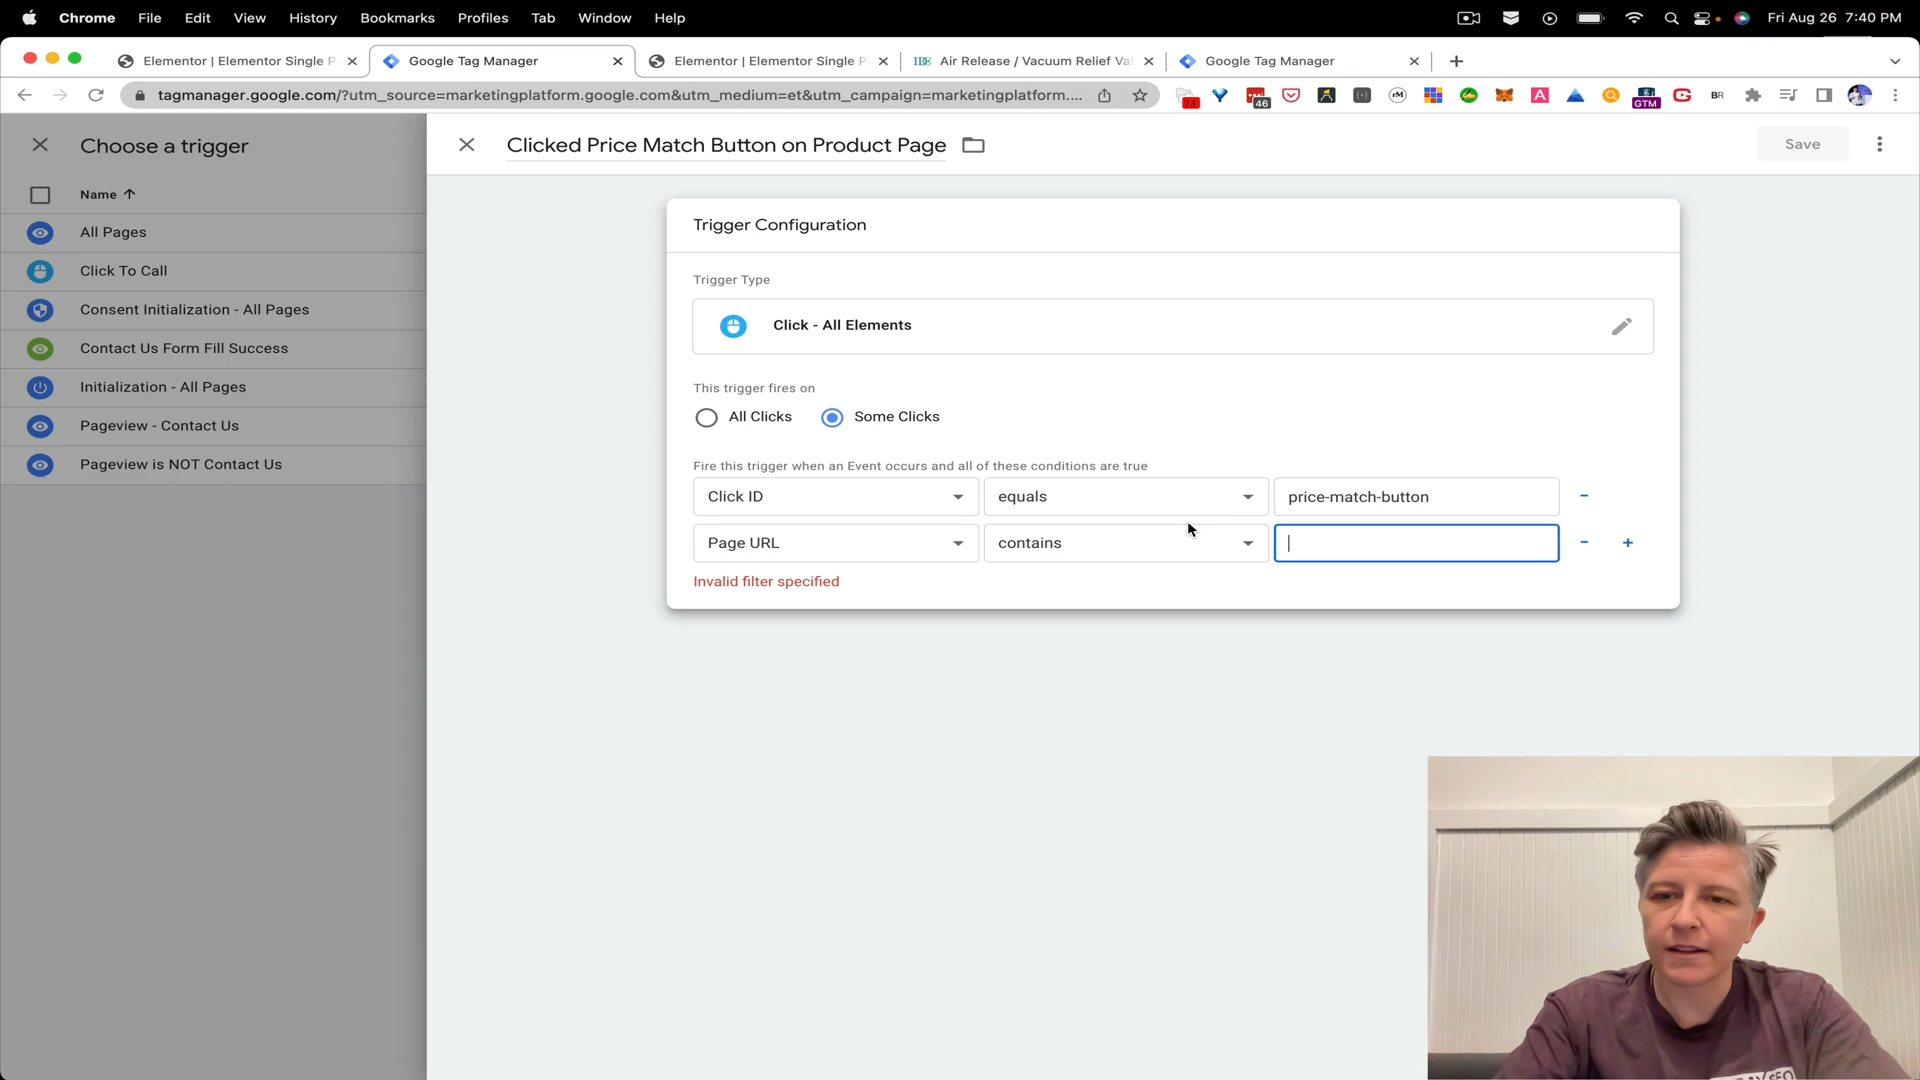 Chrome File Edit View History Bookmarks Profiles Tab Window Help Fri Aug 26 7:40 PM
Elementor | Elementor Single P Google Tag Manager Elementor | Elementor Single P Air Release / Vacuum Relief Val Google Tag Manager
tagmanager.google.com/?utm_source=marketingplatform.google.com&utm_medium=et&utm_campaign=marketingplatform.... 73 46 GTM BR
Choose a trigger
Name
All Pages
Click To Call
Consent Initialization - All Pages
Contact Us Form Fill Success
Initialization - All Pages
Pageview - Contact Us
Pageview is NOT Contact Us
Clicked Price Match Button on Product Page
Save
Trigger Configuration
Trigger Type
Click - All Elements
This trigger fires on
All Clicks Some Clicks
Fire this trigger when an Event occurs and all of these conditions are true
Click ID equals price-match-button
Page URL contains
Invalid filter specified